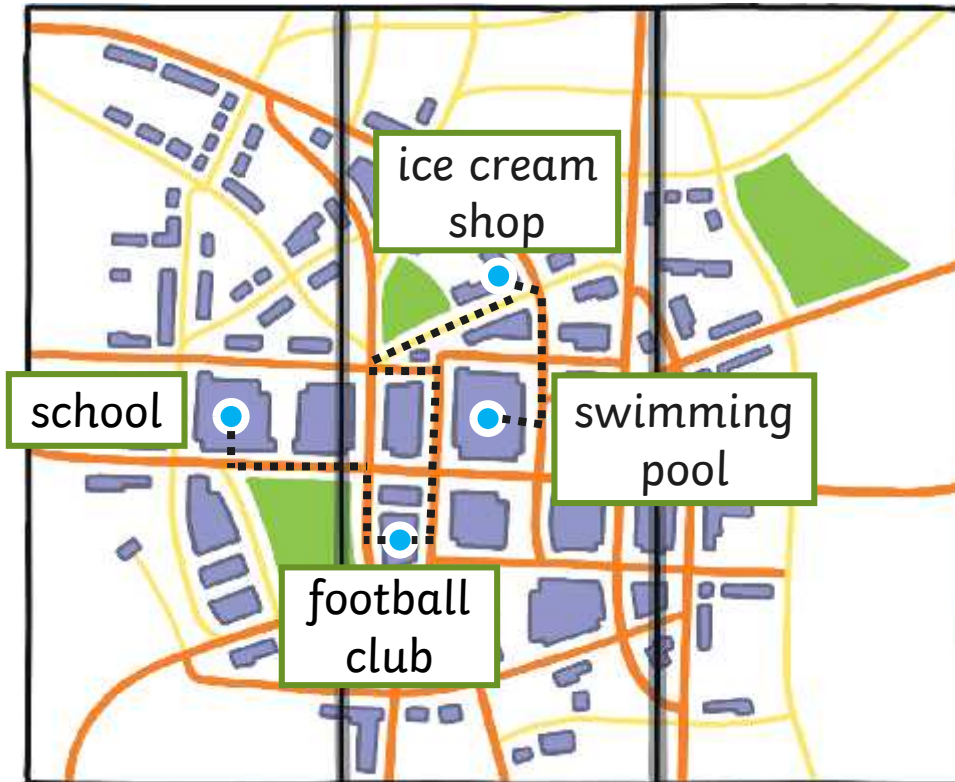 ice cream
shop
school
swimming
pool
football
club